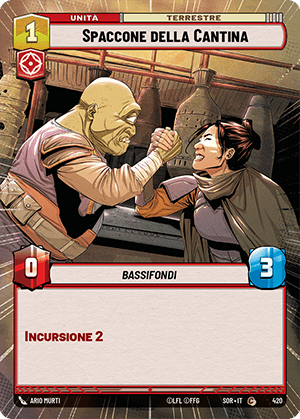 UNITÀ TERRESTRE
1 SPACCONE DELLA CANTINA
0 BASSIFONDI 3
INCURSIONE 2
ARIO MURTI ©LFL ©FFG SOR•IT C 420